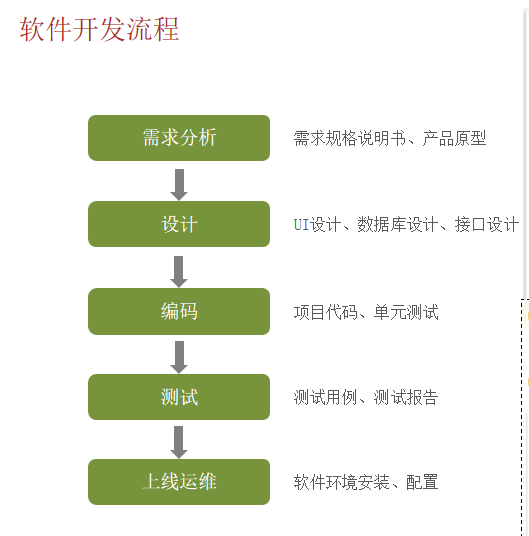 软件开发流程
需求分析 需求规格说明书、产品原型
设计 UI设计、数据库设计、接口设计
编码 项目代码、单元测试
测试 测试用例、测试报告
上线运维 软件环境安装、配置